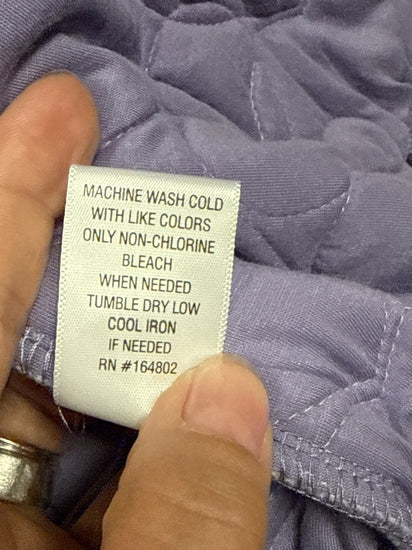 MACHINE WASH COLD
WITH LIKE COLORS
ONLY NON-CHLORINE
BLEACH
WHEN NEEDED
TUMBLE DRY LOW
COOL IRON
IF NEEDED
RN #164802